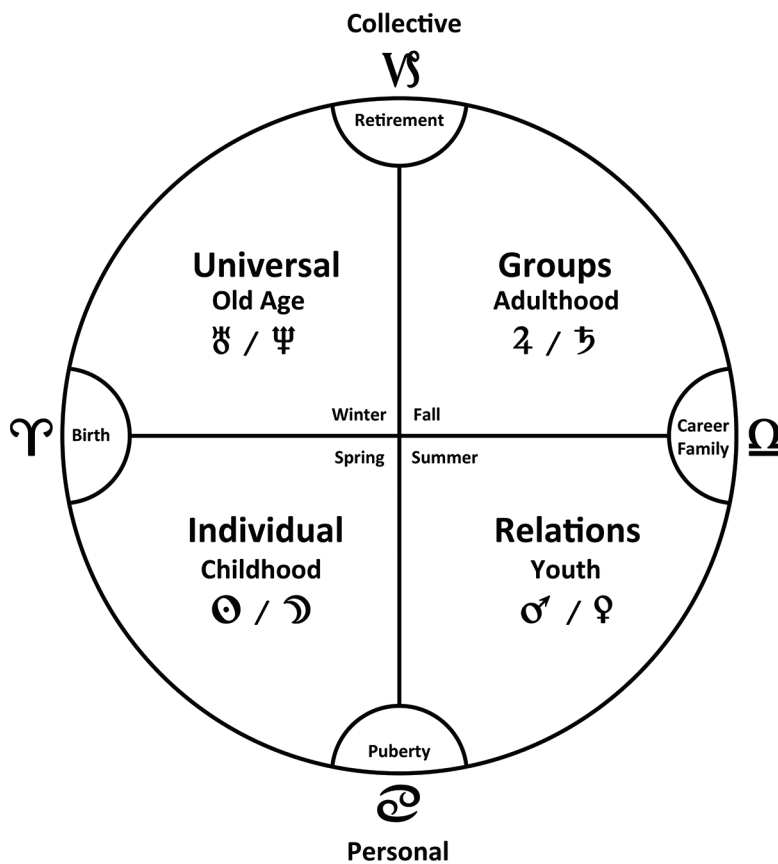 Collective
♑
Retirement
Universal
Old Age
♅ / ♆
Groups
Adulthood
♃ / ♄
Winter
Fall
♈
Birth
Career
Family
♎
Spring
Summer
Individual
Childhood
☉ / ☽
Relations
Youth
♂ / ♀
Puberty
♋
Personal